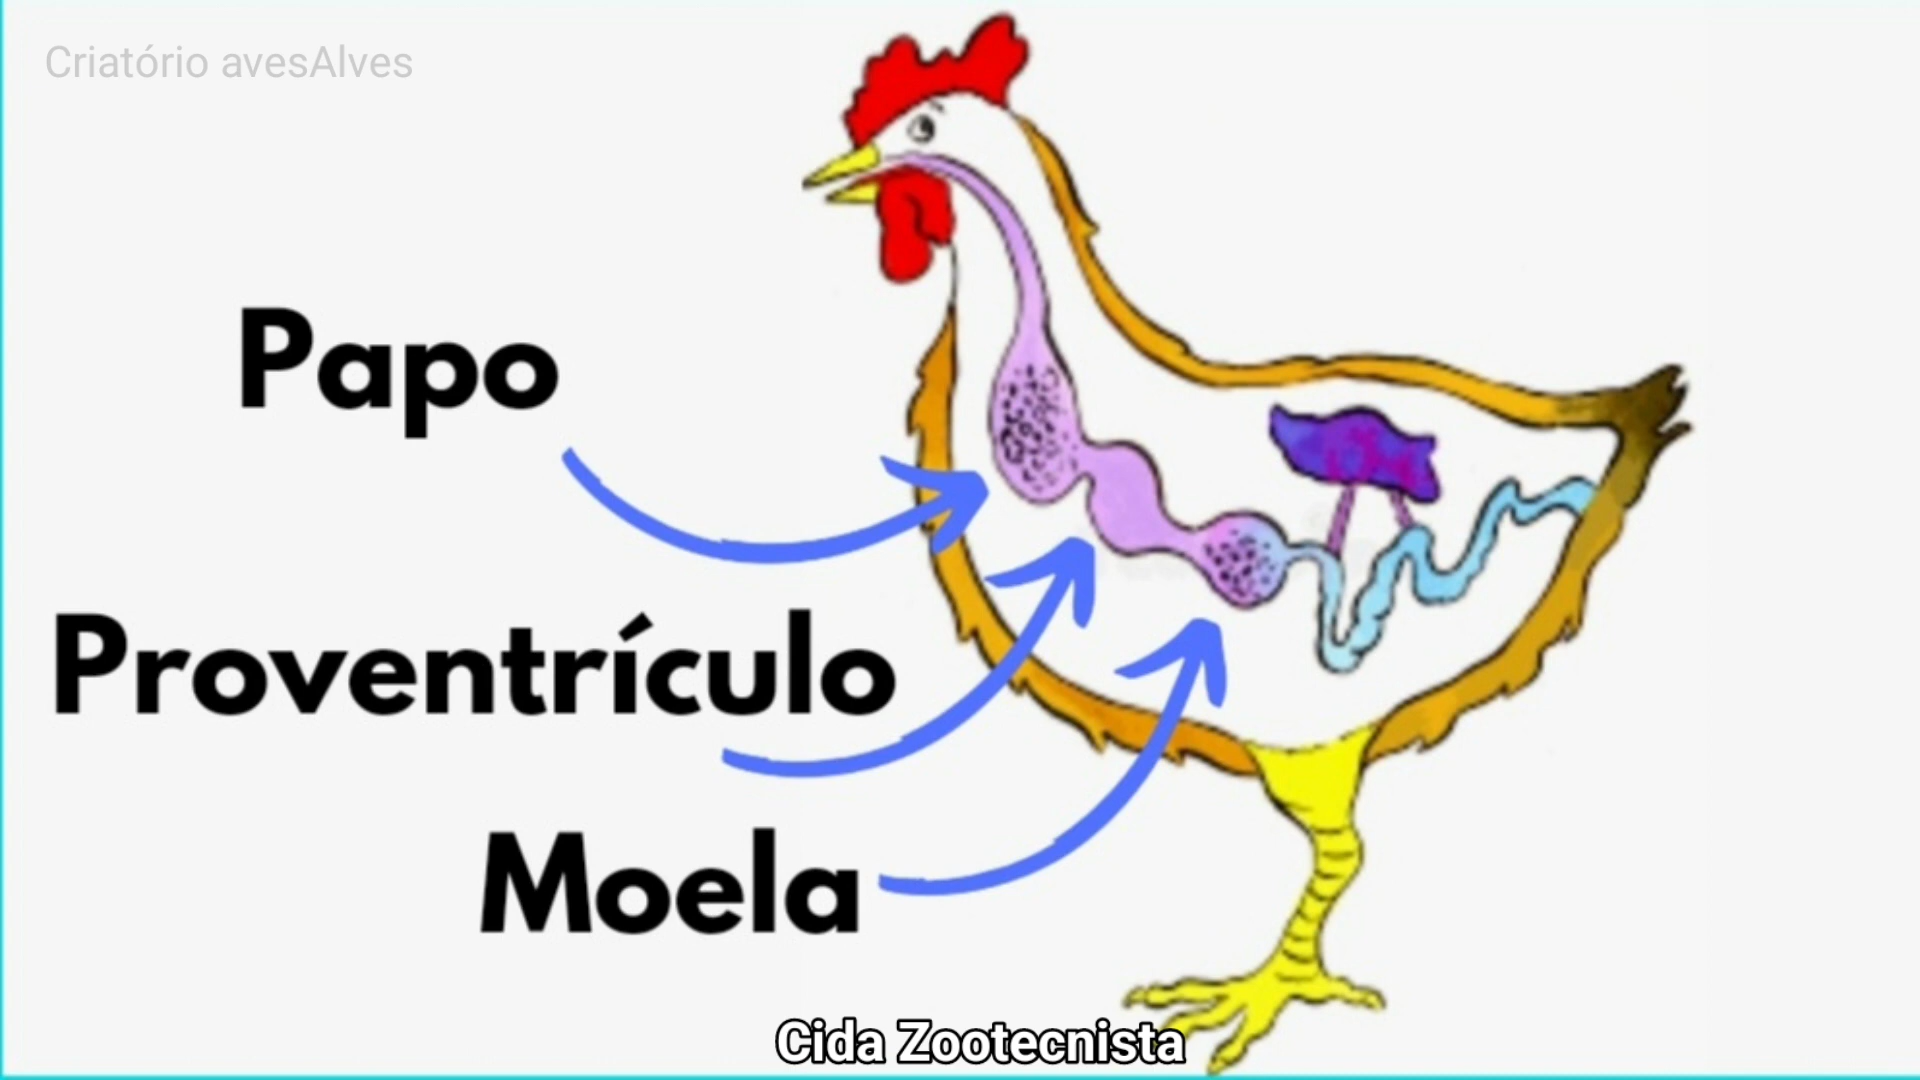 Criatório avesAlves
Papo
Proventrículo
Moela
Cida Zootecnista